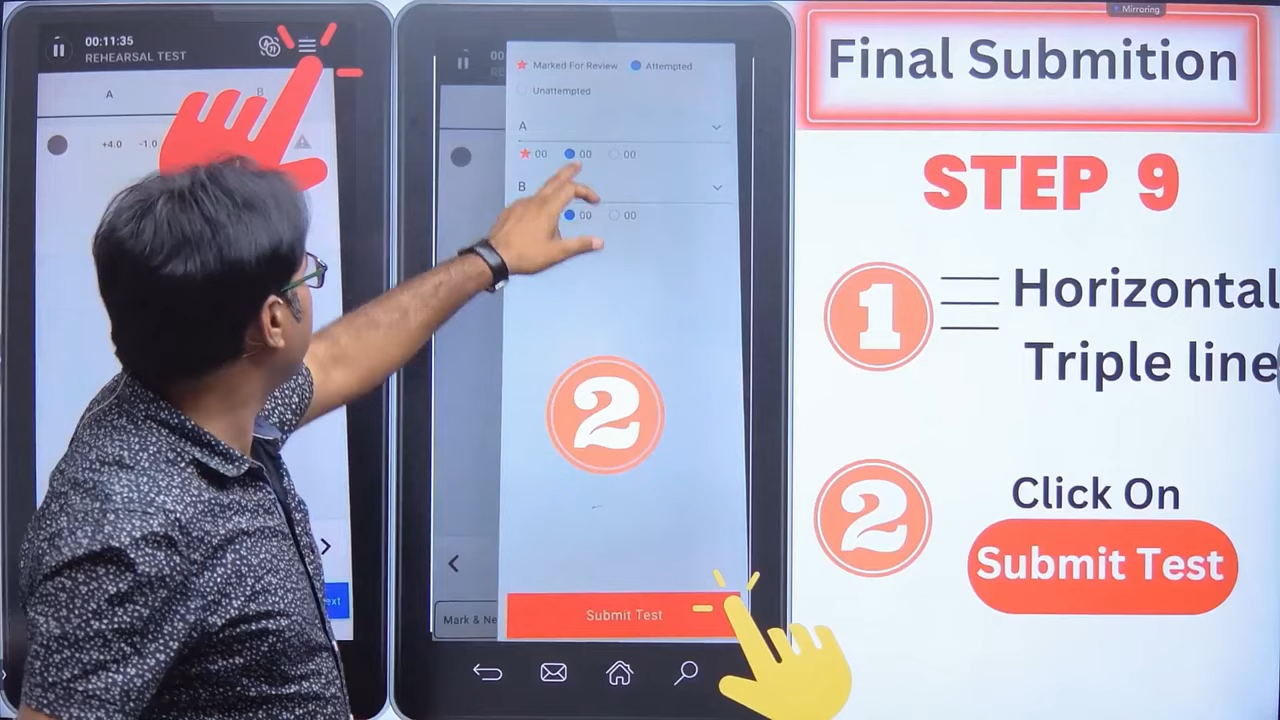 Mirroring
00:11:35
REHEARSAL TEST
A
B
+4.0 -1.0
ext
00
Marked For Review
Attempted
Unattempted
A
00 00 00
B
00 00
2
Submit Test
Mark & Ne
Final Submition
STEP 9
1
Horizontal
Triple line
2
Click On
Submit Test